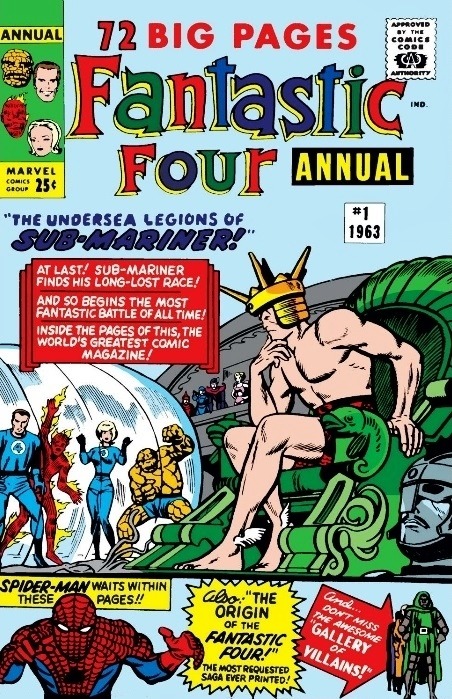 ANNUAL
72 BIG PAGES
APPROVED
BY THE
COMICS
CODE
CA
AUTHORITY
Fantastic
IND.
FOUR ANNUAL
MARVEL
COMICS
GROUP 25¢
#1
1963
"THE UNDERSEA LEGIONS OF
SUB-MARINER!"
AT LAST! SUB-MARINER
FINDS HIS LONG-LOST RACE!
AND SO BEGINS THE MOST
FANTASTIC BATTLE OF ALL TIME!
INSIDE THE PAGES OF THIS, THE
WORLD'S GREATEST COMIC
MAGAZINE!
4
SPIDER-MAN WAITS WITHIN
THESE PAGES!!
Also: "THE
ORIGIN
OF THE
FANTASTIC
FOUR!"
THE MOST REQUESTED
SAGA EVER PRINTED!
And...
DON'T MISS
THE AWESOME
"GALLERY
OF
VILLAINS!"